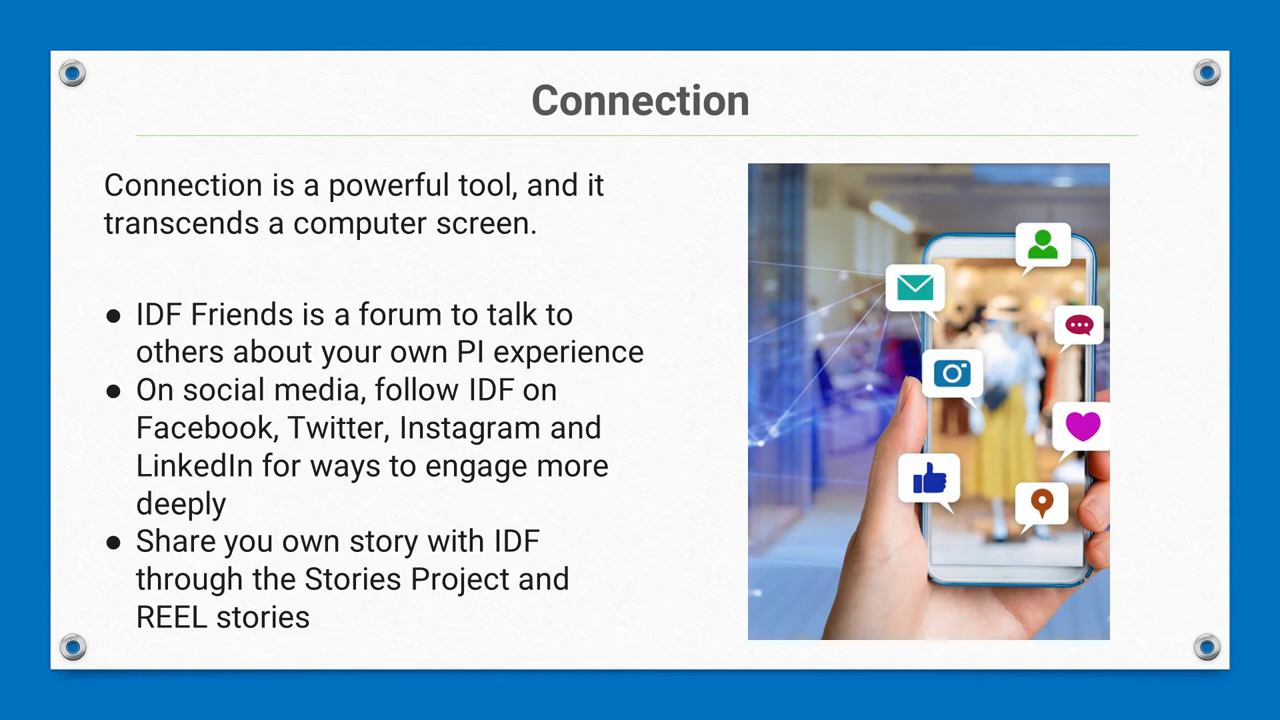 Connection
Connection is a powerful tool, and it
transcends a computer screen.
● IDF Friends is a forum to talk to
others about your own PI experience
● On social media, follow IDF on
Facebook, Twitter, Instagram and
LinkedIn for ways to engage more
deeply
● Share you own story with IDF
through the Stories Project and
REEL stories